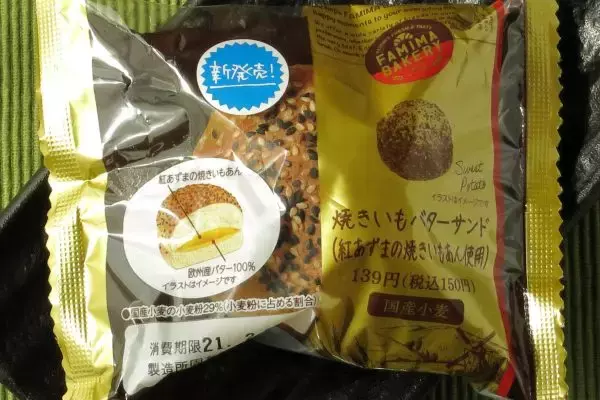 新発売!
FAMIMA
BAKERY
紅あずまの焼きいもあん
欧州産バター100%
イラストはイメージです
Sweet
Potato
イラストはイメージです
焼きいもバターサンド
(紅あずまの焼きいもあん使用)
139円(税込150円)
国産小麦
●国産小麦の小麦粉29%(小麦粉に占める割合)
消費期限21.
製造所